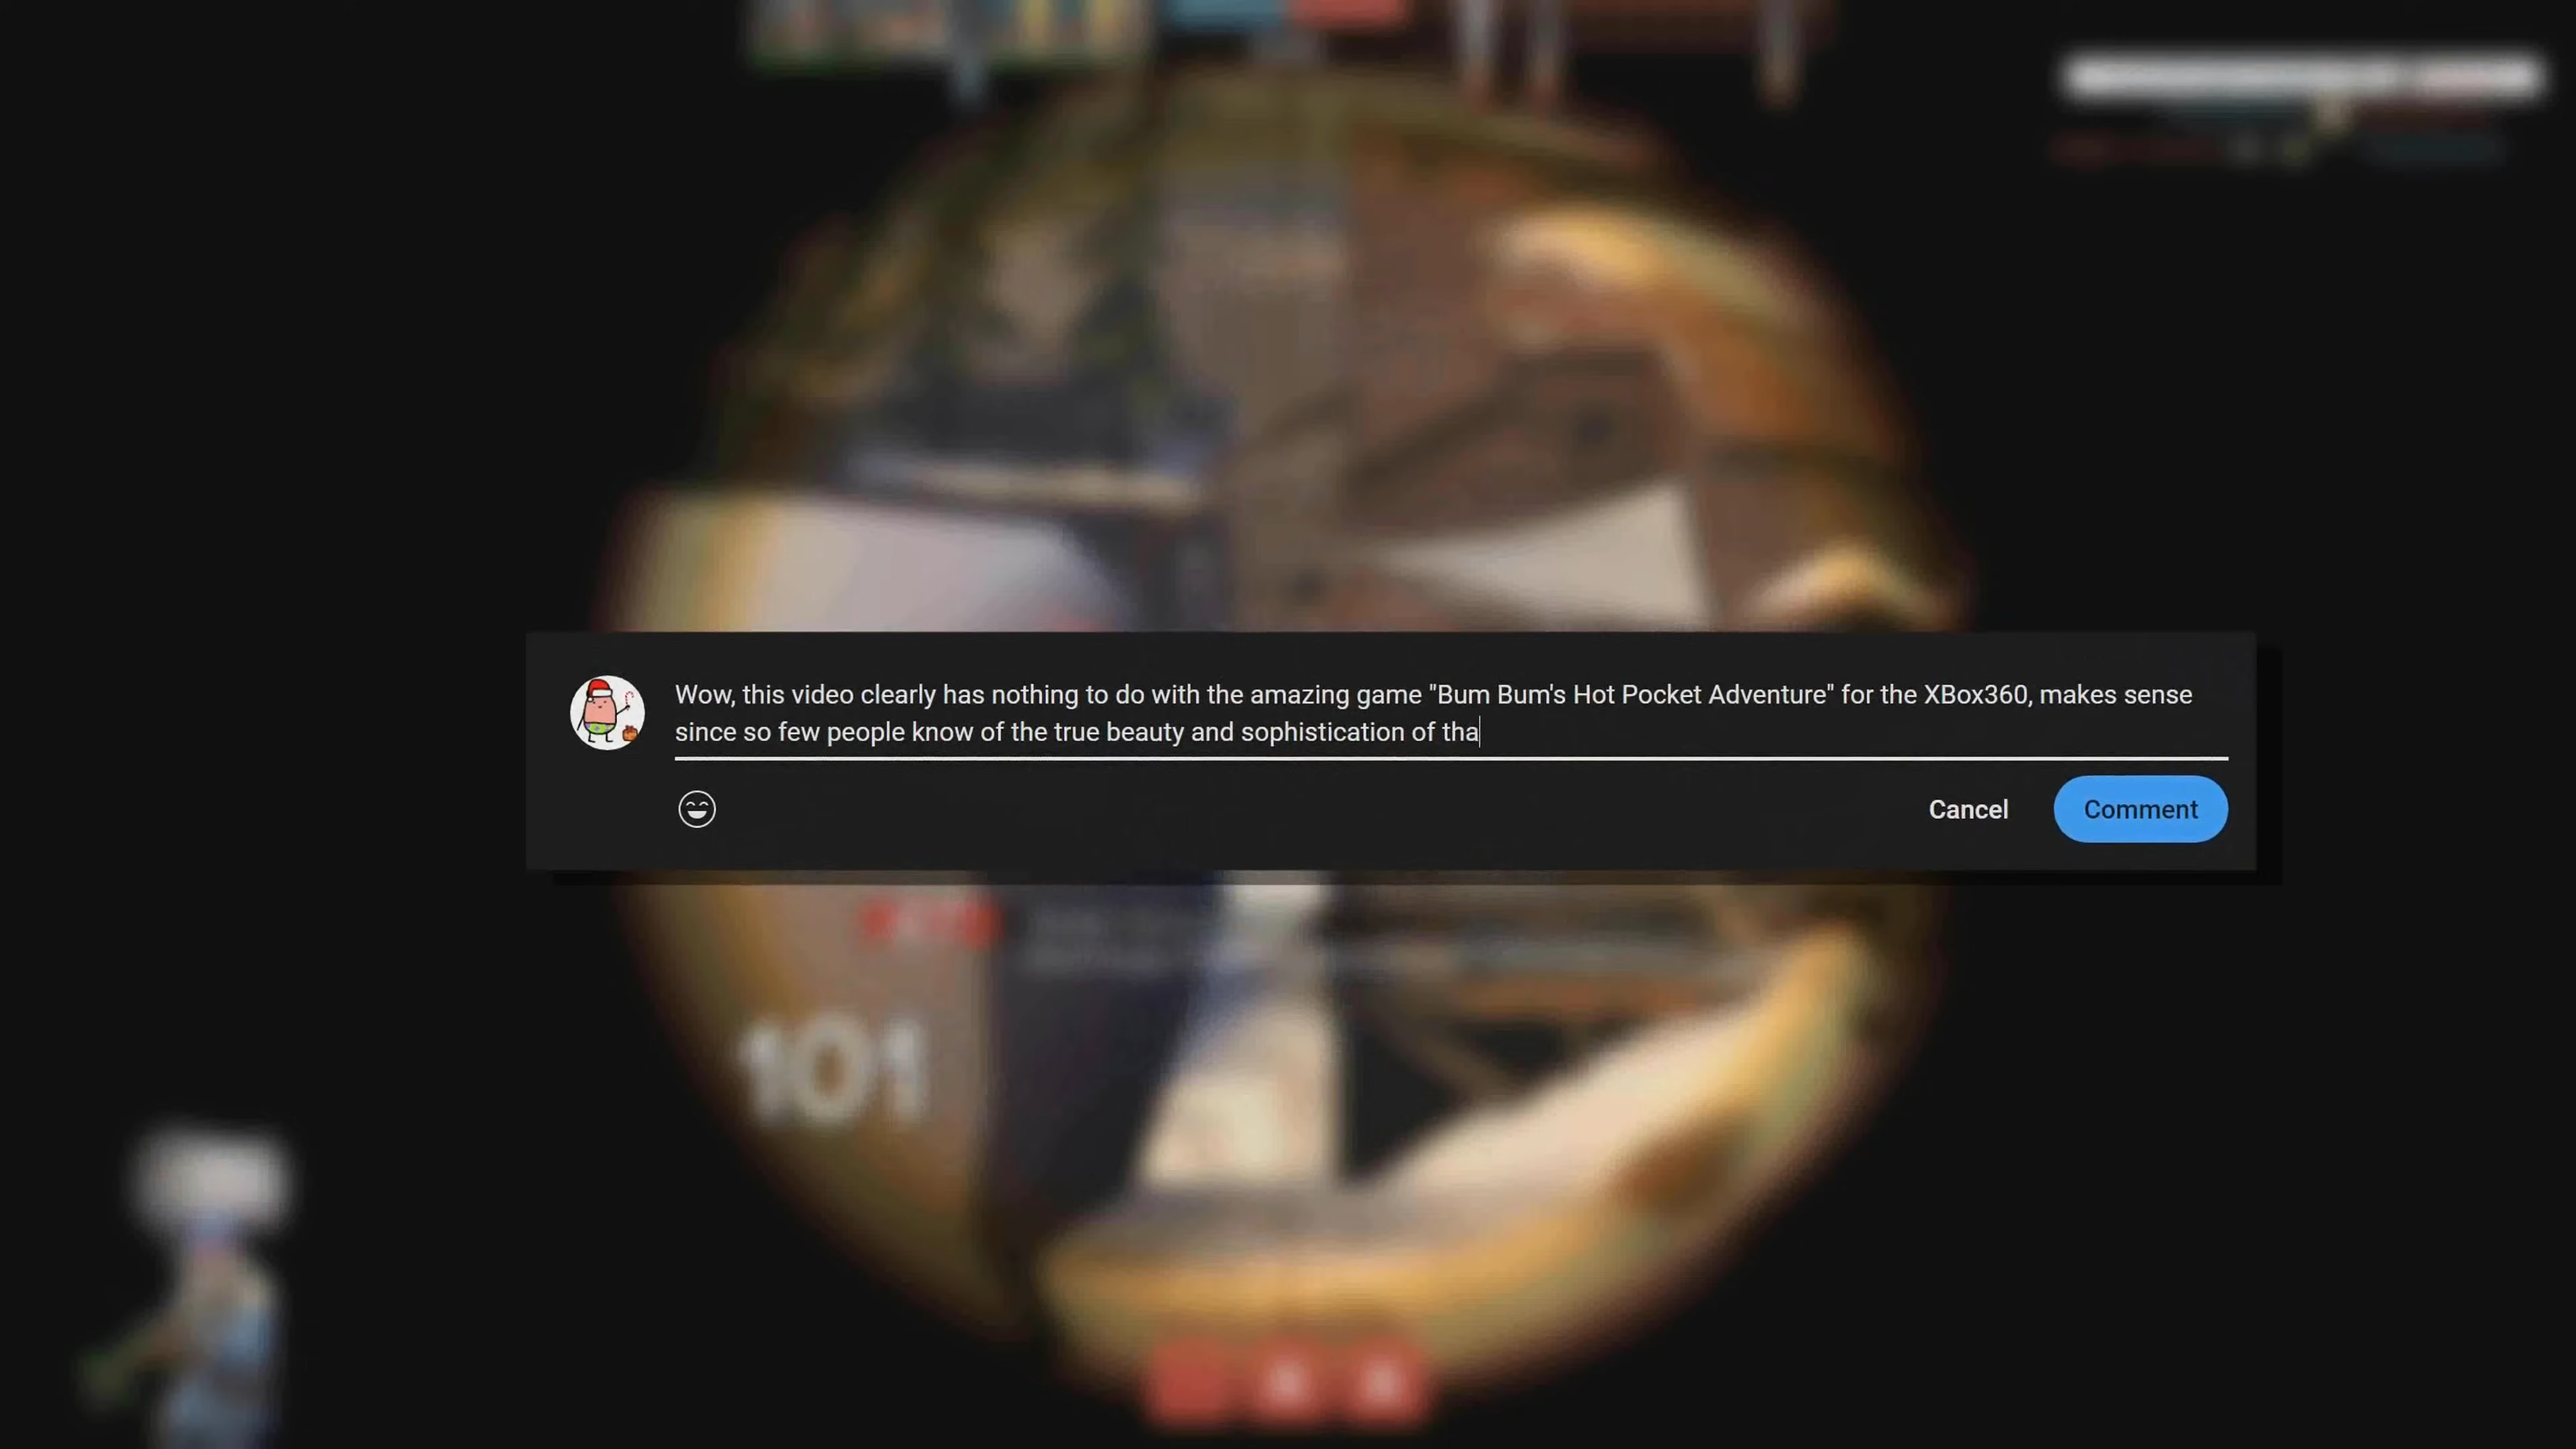 Wow, this video clearly has nothing to do with the amazing game "Bum Bum's Hot Pocket Adventure" for the XBox360, makes sense
since so few people know of the true beauty and sophistication of tha
Cancel
Comment
101